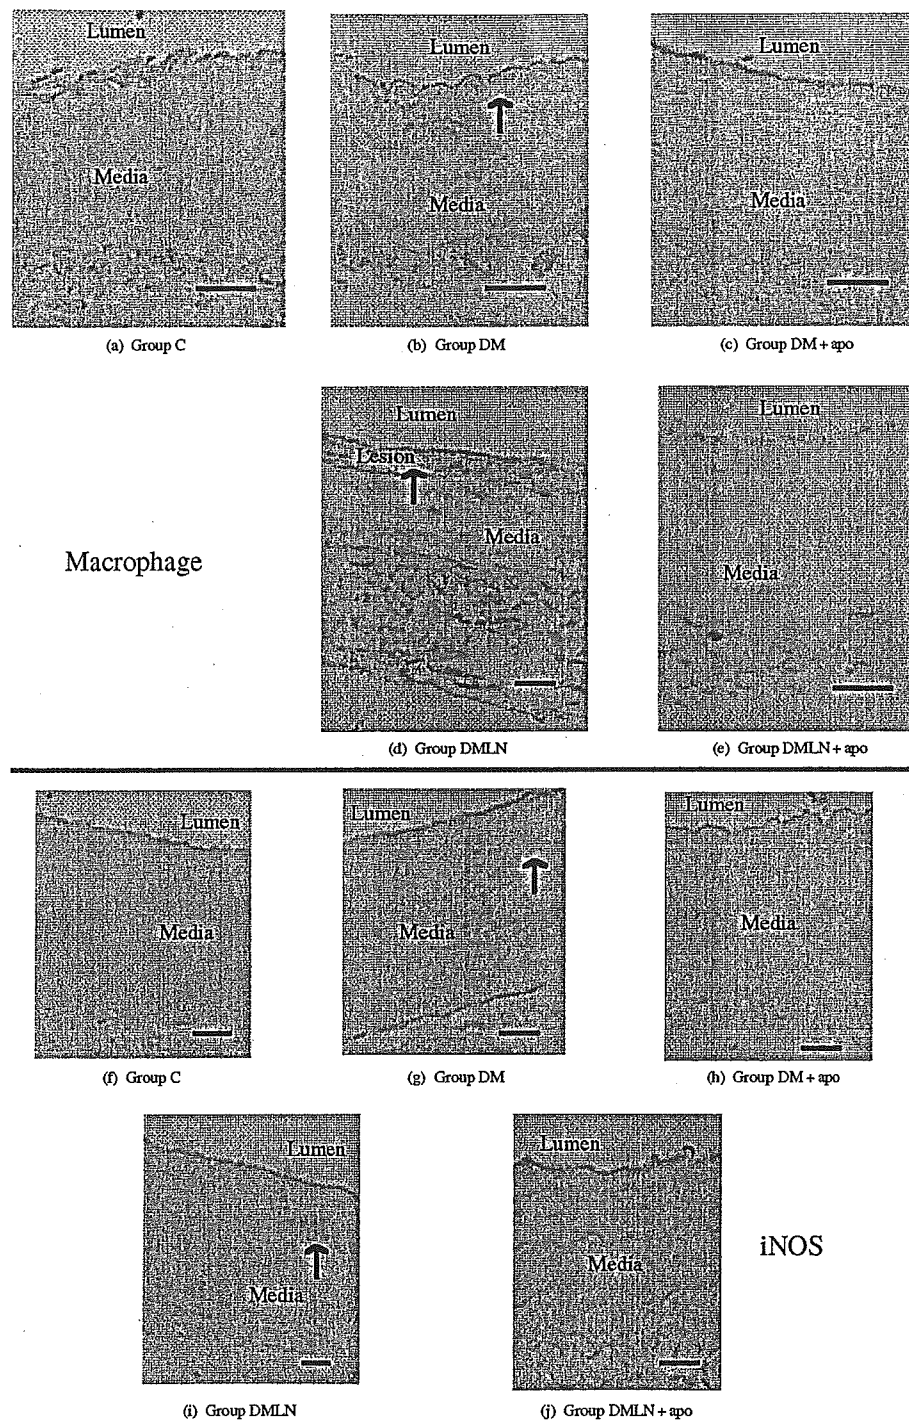 Lumen
Media
(a) Group C
Lumen
Media
(b) Group DM
Lumen
Media
(c) Group DM + apo
Macrophage
Lumen
Lesion
Media
(d) Group DMLN
Lumen
Media
(e) Group DMLN + apo
Lumen
Media
(f) Group C
Lumen
Media
(g) Group DM
Lumen
Media
(h) Group DM + apo
Lumen
Media
(i) Group DMLN
Lumen
Media
(j) Group DMLN + apo
iNOS